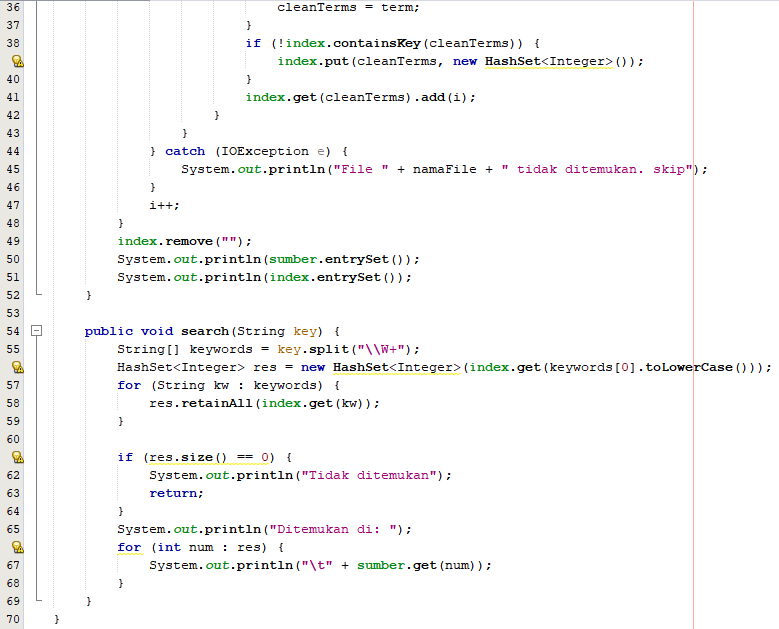 36 cleanTerms = term;
37 }
38 if (!index.containsKey(cleanTerms)) {
index.put(cleanTerms, new HashSet<Integer>());
40 }
41 index.get(cleanTerms).add(i);
42 }
43 }
44 } catch (IOException e) {
45 System.out.println("File " + namaFile + " tidak ditemukan. skip");
46 }
47 i++;
48 }
49 index.remove("");
50 System.out.println(sumber.entrySet());
51 System.out.println(index.entrySet());
52 }
53
54 public void search(String key) {
55 String[] keywords = key.split("\\W+");
HashSet<Integer> res = new HashSet<Integer>(index.get(keywords[0].toLowerCase()));
57 for (String kw : keywords) {
58 res.retainAll(index.get(kw));
59 }
60
if (res.size() == 0) {
62 System.out.println("Tidak ditemukan");
63 return;
64 }
65 System.out.println("Ditemukan di: ");
for (int num : res) {
67 System.out.println("\t" + sumber.get(num));
68 }
69 }
70 }